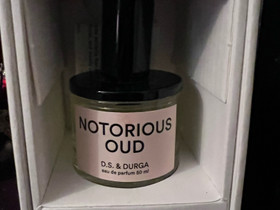 NOTORIOUS
OUD
D.S. & DURGA
eau de parfum 50 ml